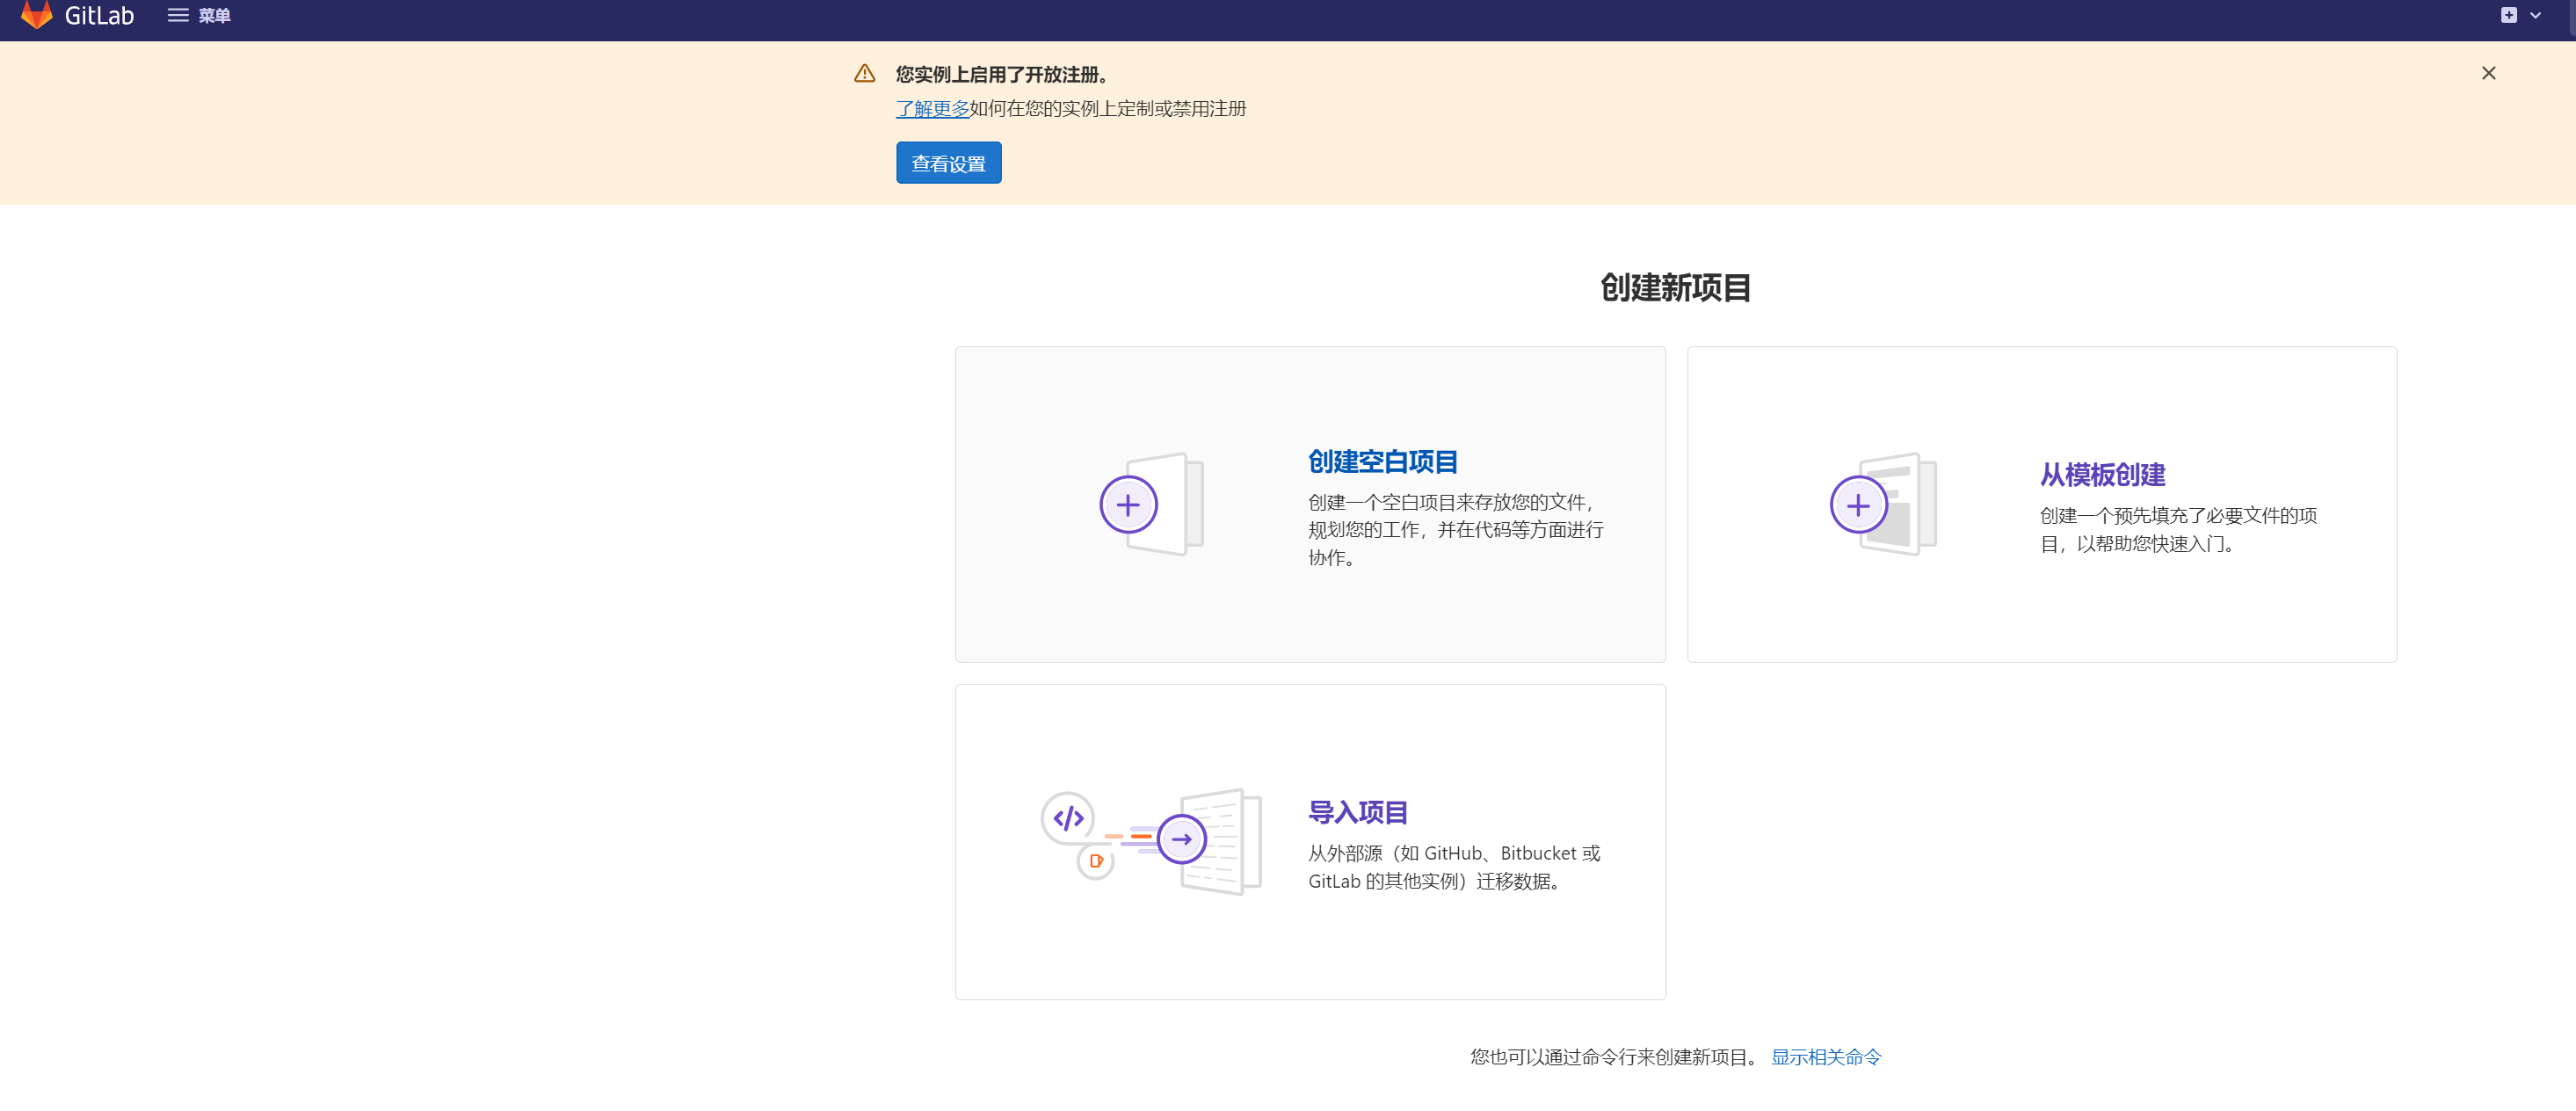 GitLab 菜单
您实例上启用了开放注册。
了解更多如何在您的实例上定制或禁用注册
查看设置
创建新项目
创建空白项目
创建一个空白项目来存放您的文件，
规划您的工作，并在代码等方面进行
协作。
从模板创建
创建一个预先填充了必要文件的项
目，以帮助您快速入门。
导入项目
从外部源（如 GitHub、Bitbucket 或
GitLab 的其他实例）迁移数据。
您也可以通过命令行来创建新项目。 显示相关命令